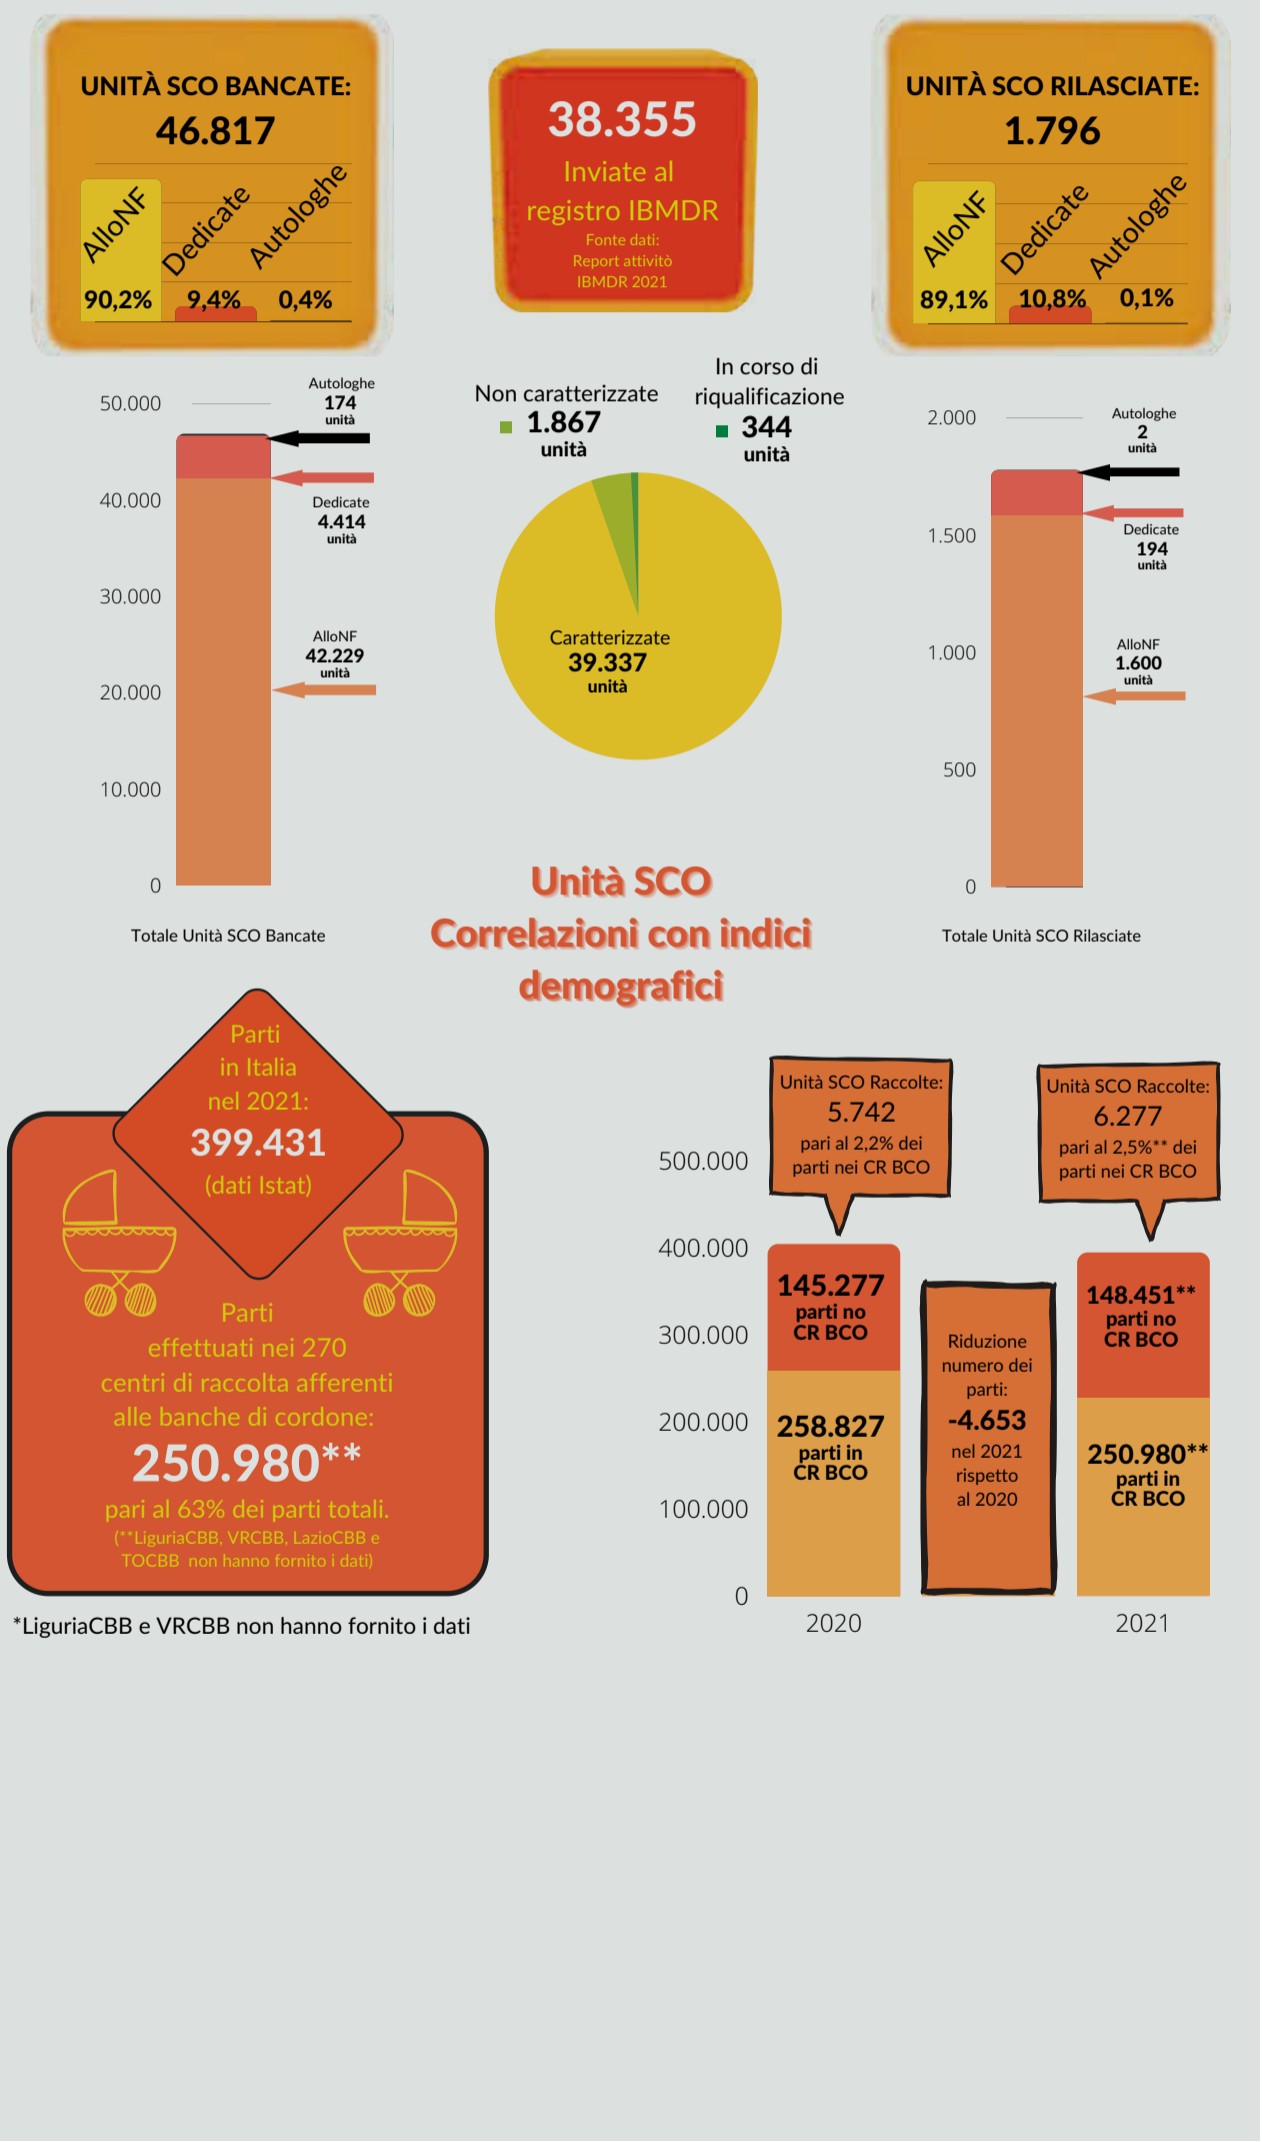 UNITÀ SCO BANCATE:
46.817
AlloNF
Dedicate
Autologhe
90,2%
9,4%
0,4%
38.355
Inviate al
registro IBMDR
Fonte dati:
Report attivitò
IBMDR 2021
UNITÀ SCO RILASCIATE:
1.796
AlloNF
Dedicate
Autologhe
89,1%
10,8%
0,1%
50.000
40.000
30.000
20.000
10.000
0
Autologhe
174
unità
Dedicate
4.414
unità
AlloNF
42.229
unità
Totale Unità SCO Bancate
Non caratterizzate
1.867
unità
In corso di
riqualificazione
344
unità
Caratterizzate
39.337
unità
2.000
1.500
1.000
500
0
Autologhe
2
unità
Dedicate
194
unità
AlloNF
1.600
unità
Totale Unità SCO Rilasciate
Unità SCO
Correlazioni con indici
demografici
Parti
in Italia
nel 2021:
399.431
(dati Istat)
Parti
effettuati nei 270
centri di raccolta afferenti
alle banche di cordone:
250.980**
pari al 63% dei parti totali.
(**LiguriaCBB, VRCBB, LazioCBB e
TOCBB non hanno fornito i dati)
*LiguriaCBB e VRCBB non hanno fornito i dati
Unità SCO Raccolte:
5.742
pari al 2,2% dei
parti nei CR BCO
Unità SCO Raccolte:
6.277
pari al 2,5%** dei
parti nei CR BCO
500.000
400.000
300.000
200.000
100.000
0
145.277
parti no
CR BCO
258.827
parti in
CR BCO
Riduzione
numero dei
parti:
-4.653
nel 2021
rispetto
al 2020
148.451**
parti no
CR BCO
250.980**
parti in
CR BCO
2020
2021